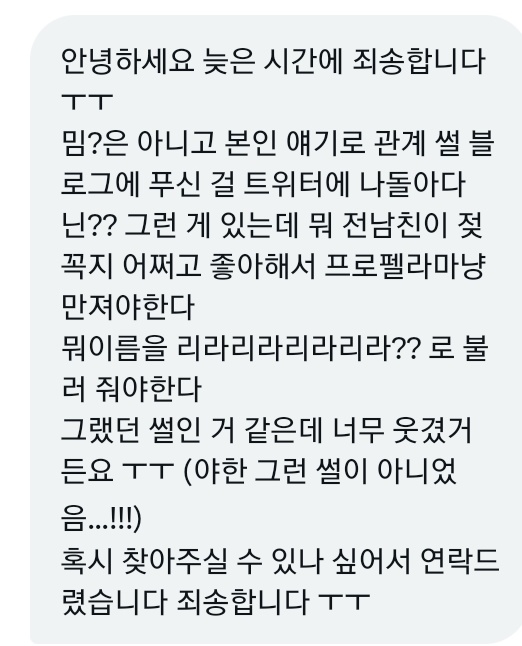 안녕하세요 늦은 시간에 죄송합니다
ㅜㅜ
밈?은 아니고 본인 얘기로 관계 썰 블
로그에 푸신 걸 트위터에 나돌아다
닌?? 그런 게 있는데 뭐 전남친이 젖
꼭지 어쩌고 좋아해서 프로펠라마냥
만져야한다
뭐이름을 리라리라리라리라?? 로 불
러 줘야한다
그랬던 썰인 거 같은데 너무 웃겼거
든요 ㅜㅜ (야한 그런 썰이 아니었
음...!!!)
혹시 찾아주실 수 있나 싶어서 연락드
렸습니다 죄송합니다 ㅜㅜ